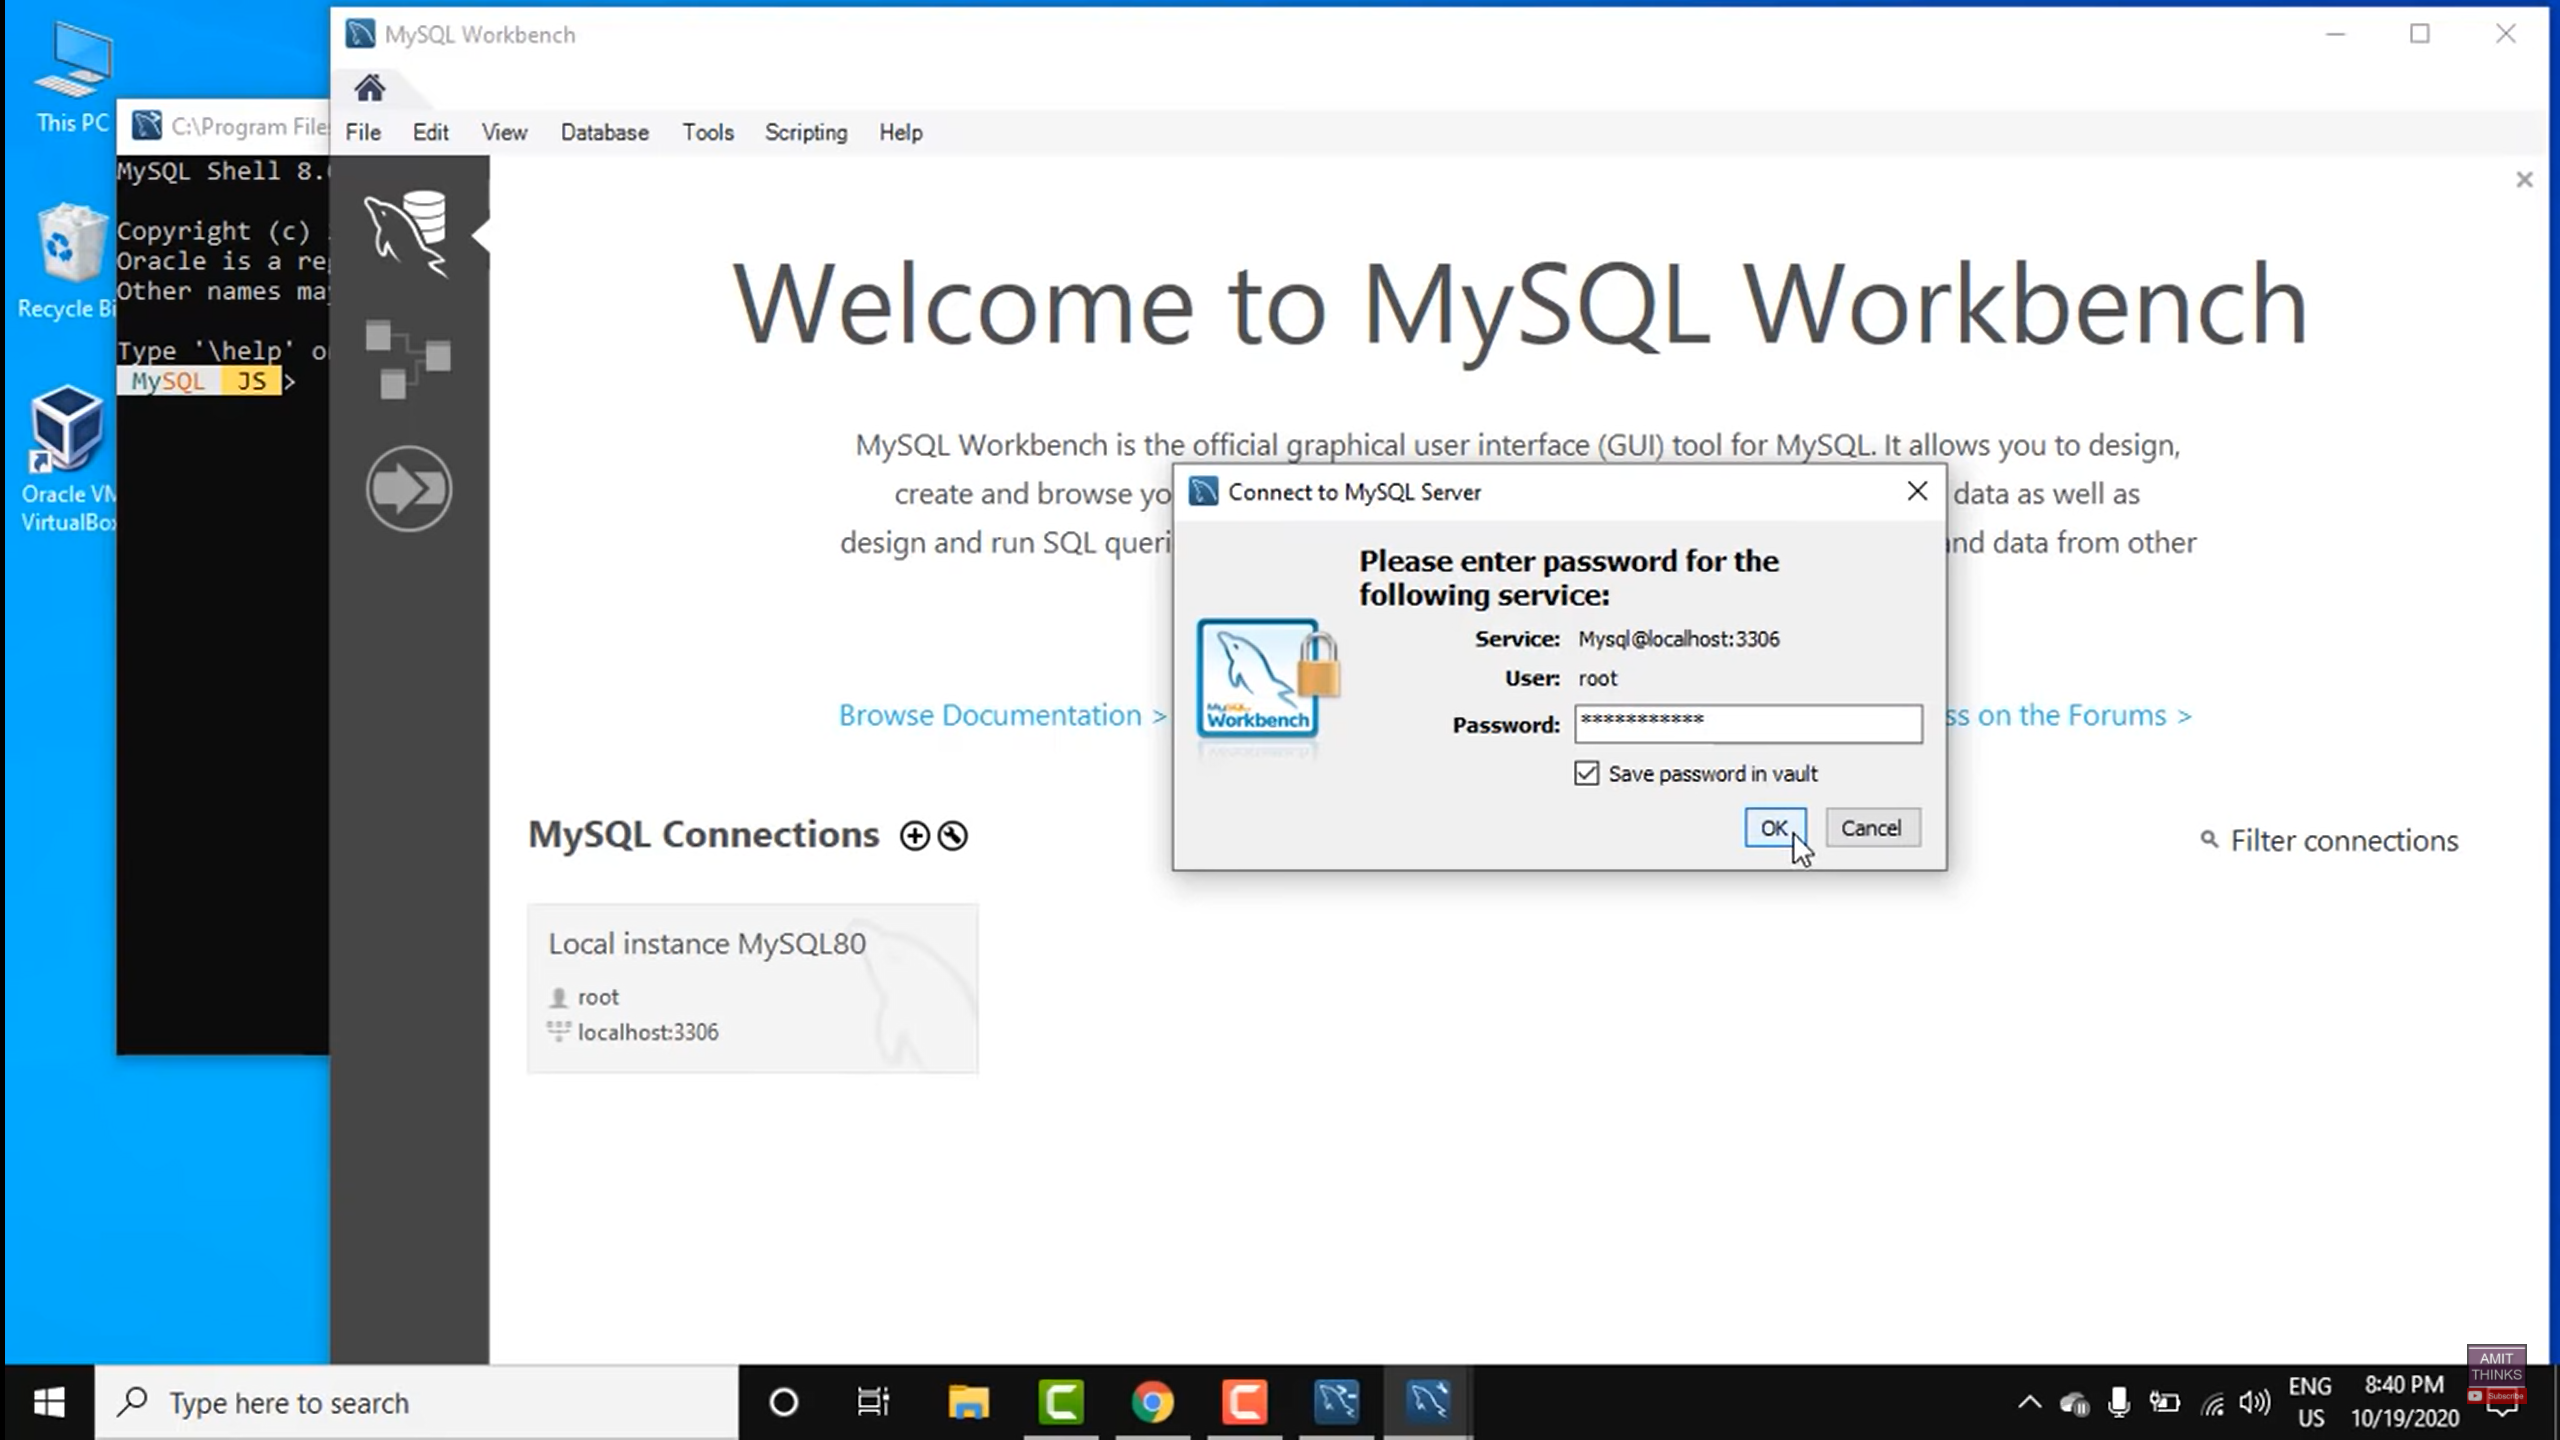 This PC
Recycle Bi
Oracle VM
VirtualBox
C:\Program File
MySQL Shell 8.
Copyright (c)
Oracle is a re
Other names may
Type '\help' o
MySQL JS >
MySQL Workbench
File Edit View Database Tools Scripting Help
Welcome to MySQL Workbench
MySQL Workbench is the official graphical user interface (GUI) tool for MySQL. It allows you to design,
create and browse yo data as well as
design and run SQL queri nd data from other
Browse Documentation > ss on the Forums >
Connect to MySQL Server
Please enter password for the
following service:
Service: Mysql@localhost:3306
User: root
Password: ***********
Save password in vault
OK Cancel
MySQL
Workbench
MySQL Connections
Filter connections
Local instance MySQL80
root
localhost:3306
Type here to search
ENG
US
8:40 PM
10/19/2020
AMIT
THINKS
Subscribe